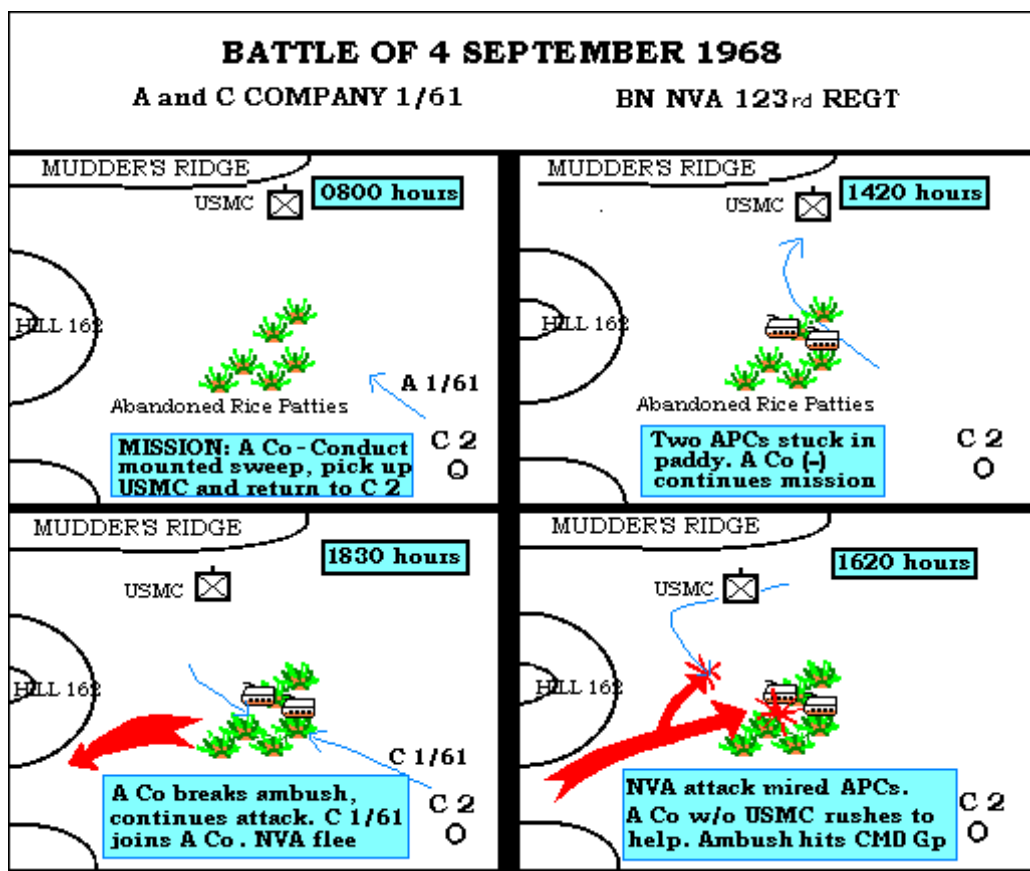 BATTLE OF 4 SEPTEMBER 1968
A and C COMPANY 1/61
BN NVA 123rd REGT
MUDDER'S RIDGE
USMC
0800 hours
HILL 162
A 1/61
Abandoned Rice Patties
C 2
MISSION: A Co - Conduct
mounted sweep, pick up
USMC and return to C 2
MUDDER'S RIDGE
USMC
1420 hours
HILL 162
Abandoned Rice Patties
C 2
Two APCs stuck in
paddy. A Co (-)
continues mission
MUDDER'S RIDGE
1830 hours
USMC
HILL 162
C 1/61
C 2
A Co breaks ambush,
continues attack. C 1/61
joins A Co . NVA flee
MUDDER'S RIDGE
1620 hours
USMC
HILL 162
C 2
NVA attack mired APCs.
A Co w/o USMC rushes to
help. Ambush hits CMD Gp